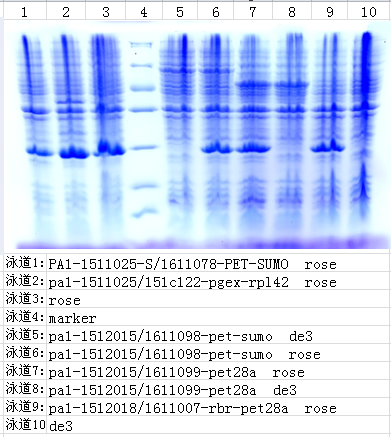 1 2 3 4 5 6 7 8 9 10
泳道1: PA1-1511025-S/1611078-PET-SUMO rose
泳道2: pa1-1511025/151c122-pgex-rpl42 rose
泳道3: rose
泳道4: marker
泳道5: pa1-1512015/1611098-pet-sumo de3
泳道6: pa1-1512015/1611098-pet-sumo rose
泳道7: pa1-1512015/1611099-pet28a rose
泳道8: pa1-1512015/1611099-pet28a de3
泳道9: pa1-1512018/1611007-rbr-pet28a rose
泳道10 de3